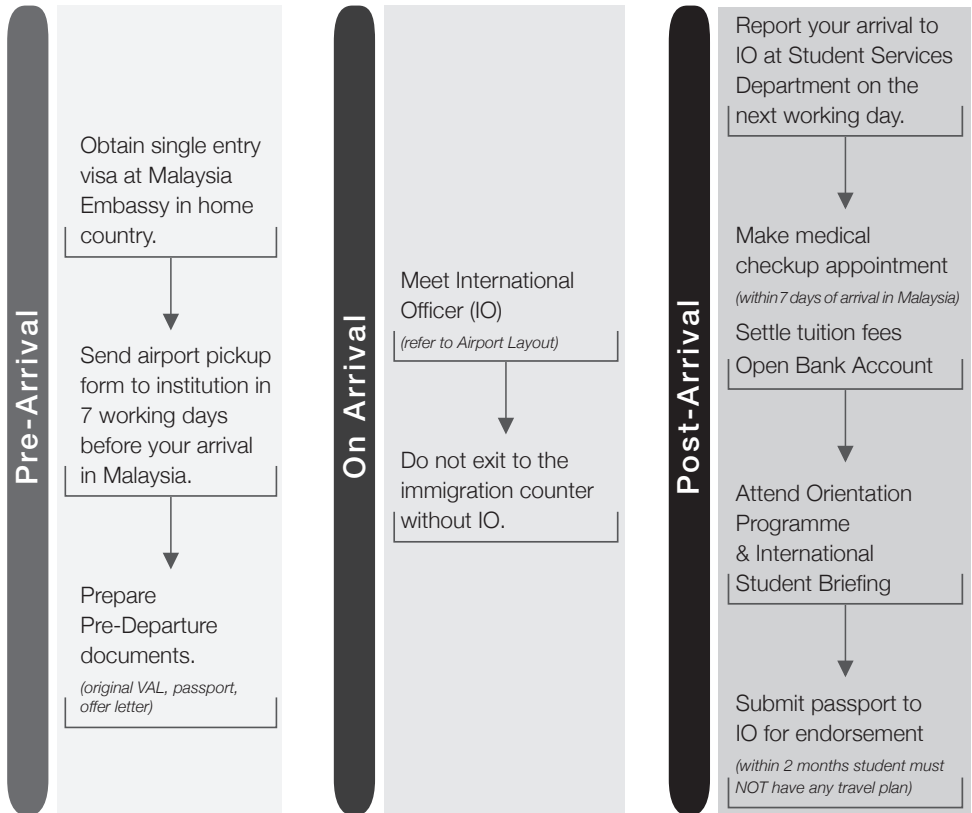 Pre-Arrival
Obtain single entry
visa at Malaysia
Embassy in home
country.
Send airport pickup
form to institution in
7 working days
before your arrival
in Malaysia.
Prepare
Pre-Departure
documents.
(original VAL, passport,
offer letter)
On Arrival
Meet International
Officer (IO)
(refer to Airport Layout)
Do not exit to the
immigration counter
without IO.
Post-Arrival
Report your arrival to
IO at Student Services
Department on the
next working day.
Make medical
checkup appointment
(within 7 days of arrival in Malaysia)
Settle tuition fees
Open Bank Account
Attend Orientation
Programme
& International
Student Briefing
Submit passport to
IO for endorsement
(within 2 months student must
NOT have any travel plan)